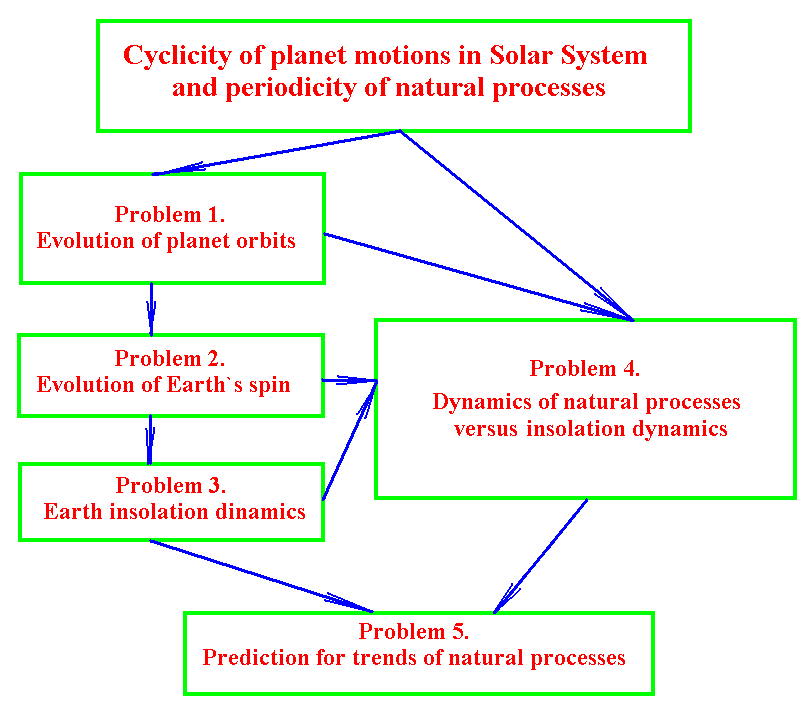 Cyclicity of planet motions in Solar System
and periodicity of natural processes
Problem 1.
Evolution of planet orbits
Problem 2.
Evolution of Earth`s spin
Problem 3.
Earth insolation dinamics
Problem 4.
Dynamics of natural processes
versus insolation dynamics
Problem 5.
Prediction for trends of natural processes